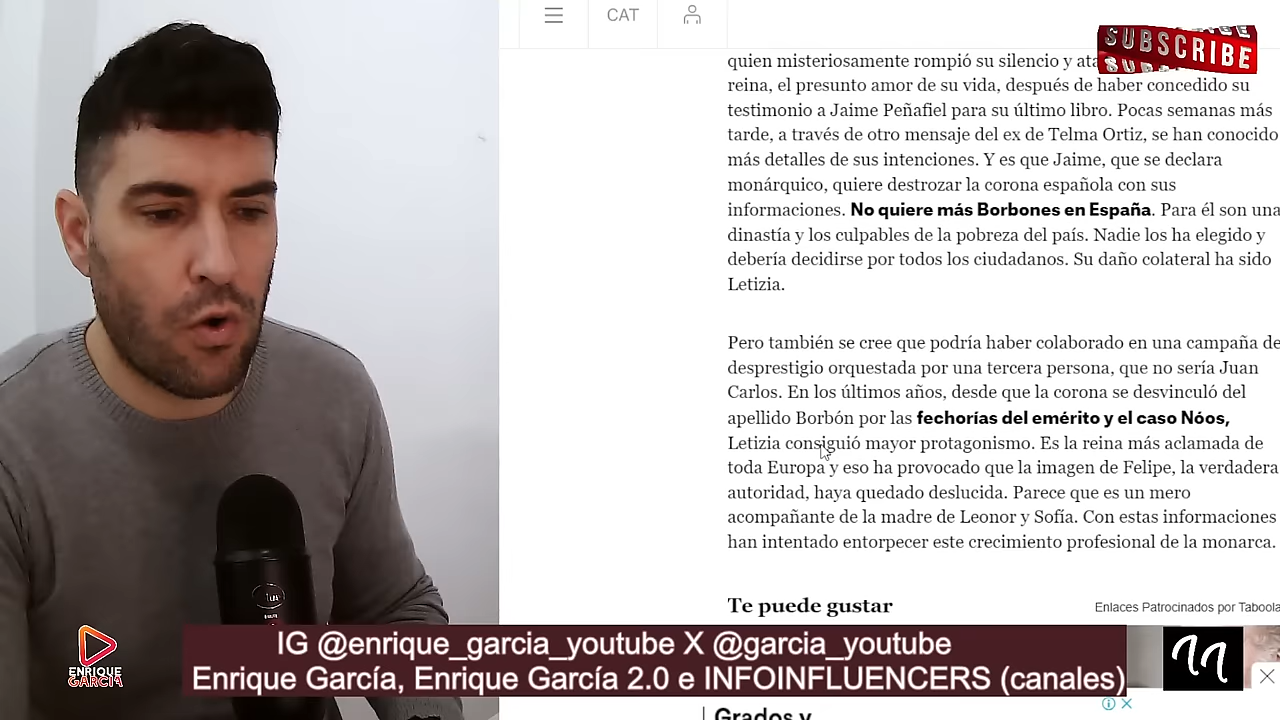 CAT
SUBSCRIBE
quien misteriosamente rompió su silencio y
reina, el presunto amor de su vida, después de haber concedido su
testimonio a Jaime Peñafiel para su último libro. Pocas semanas más
tarde, a través de otro mensaje del ex de Telma Ortiz, se han conocido
más detalles de sus intenciones. Y es que Jaime, que se declara
monárquico, quiere destrozar la corona española con sus
informaciones. No quiere más Borbones en España. Para él son una
dinastía y los culpables de la pobreza del país. Nadie los ha elegido y
debería decidirse por todos los ciudadanos. Su daño colateral ha sido
Letizia.
Pero también se cree que podría haber colaborado en una campaña de
desprestigio orquestada por una tercera persona, que no sería Juan
Carlos. En los últimos años, desde que la corona se desvinculó del
apellido Borbón por las fechorías del emérito y el caso Nóos,
Letizia consiguió mayor protagonismo. Es la reina más aclamada de
toda Europa y eso ha provocado que la imagen de Felipe, la verdadera
autoridad, haya quedado deslucida. Parece que es un mero
acompañante de la madre de Leonor y Sofía. Con estas informaciones
han intentado entorpecer este crecimiento profesional de la monarca.
Te puede gustar
Enlaces Patrocinados por Taboola
IG @enrique_garcia_youtube X @garcia_youtube
Enrique García, Enrique García 2.0 e INFOINFLUENCERS (canales)
ENRIQUE
GARCÍA
Grados y